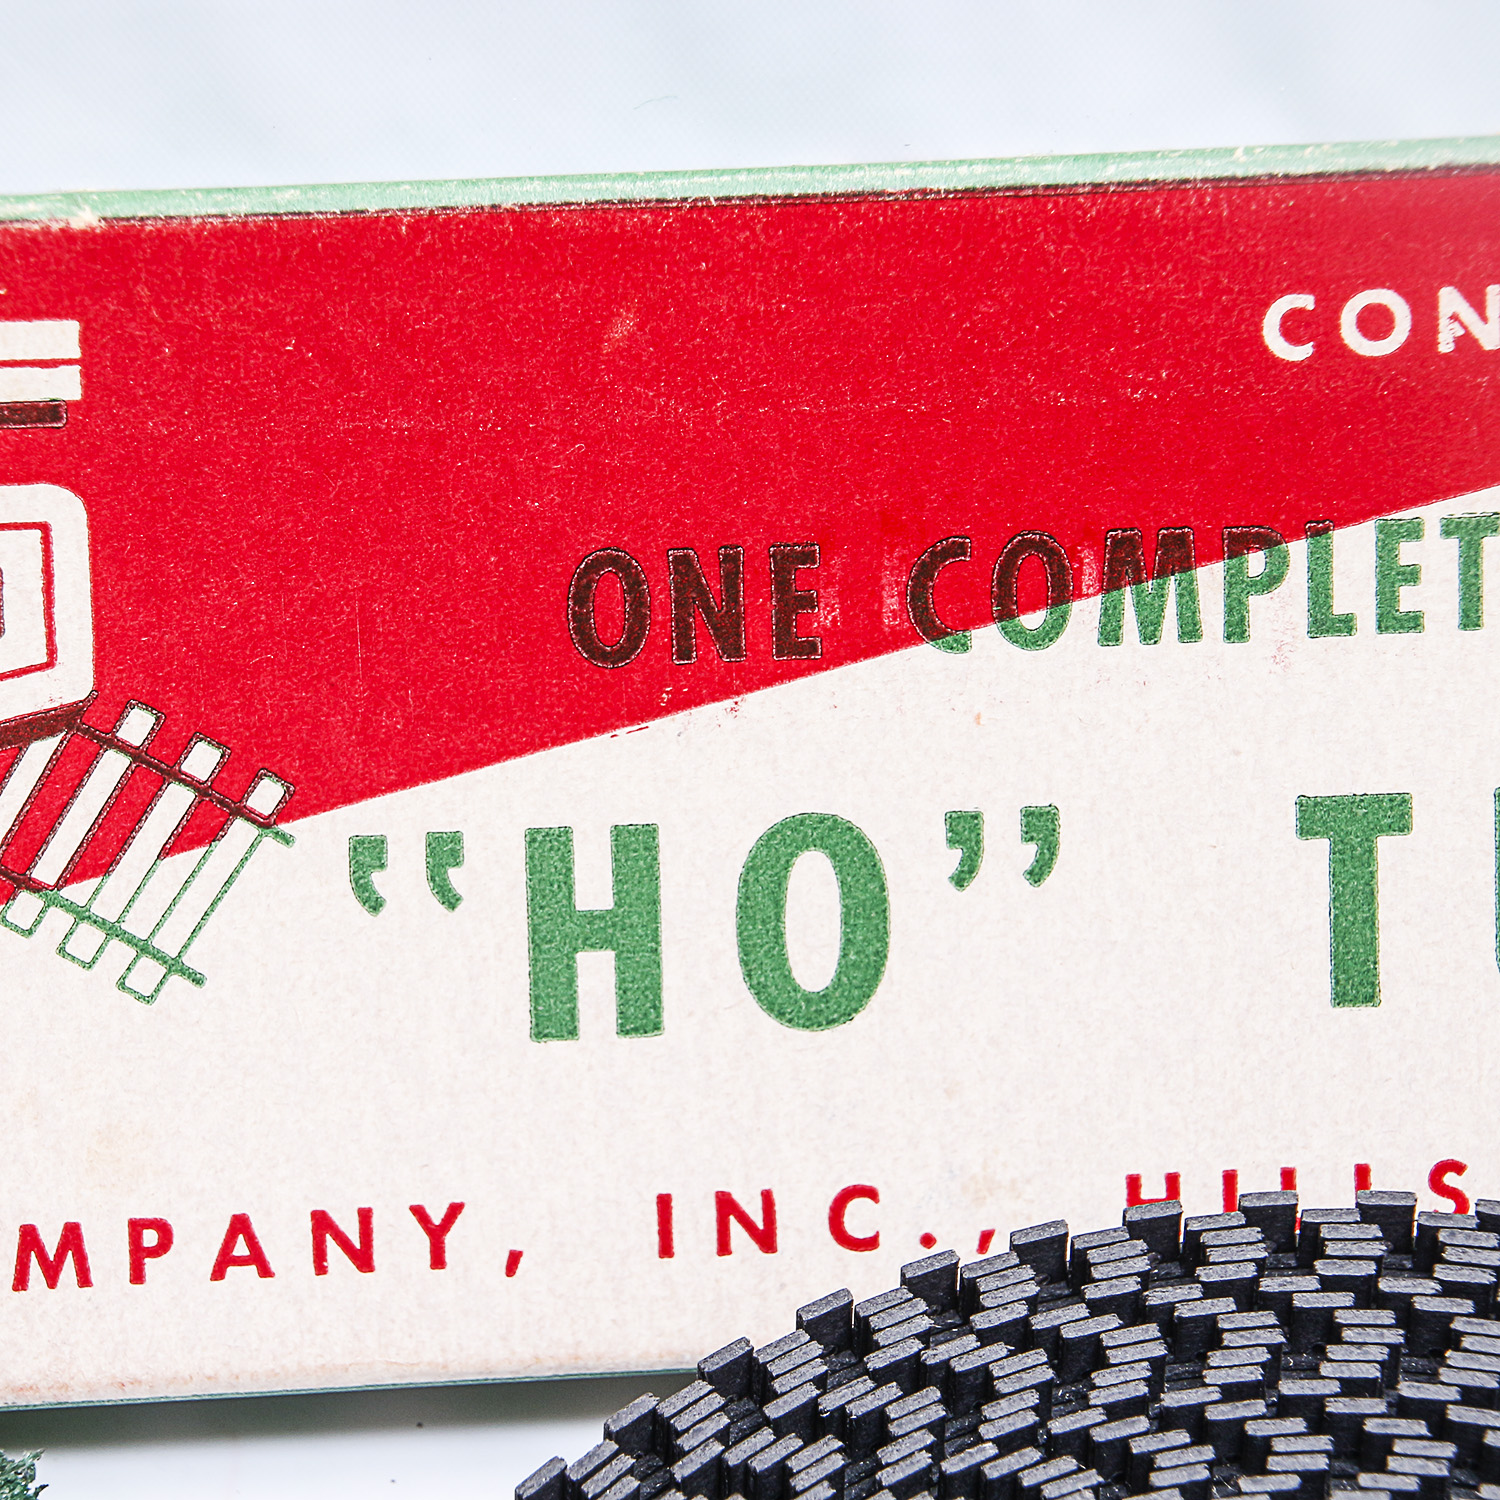 CON
ONE COMPLET
“HO” T
MPANY, INC., HILLS